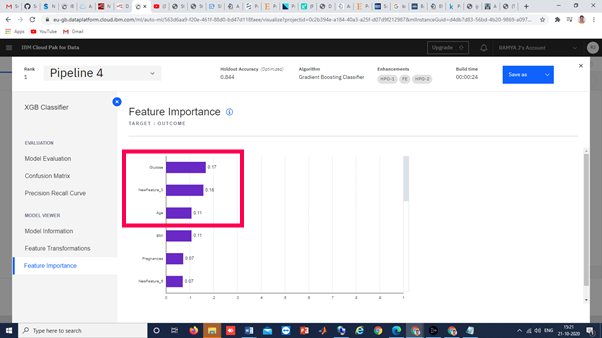 eu-gb.dataplatform.cloud.ibm.com/ml/auto-ml/
Apps YouTube Gmail
IBM Cloud Pak for Data Upgrade RAMYA J's Account
Rank
1
Pipeline 4
Holdout Accuracy (Optimized)
0.844
Algorithm
Gradient Boosting Classifier
Enhancements
HPO-1 FE HPO-2
Build time
00:00:24
Save as
XGB Classifier
EVALUATION
Model Evaluation
Confusion Matrix
Precision Recall Curve
MODEL VIEWER
Model Information
Feature Transformations
Feature Importance
Feature Importance
TARGET : OUTCOME
Glucose 0.17
0.16
Age 0.11
BMI 0.11
Pregnancies 0.07
0.07
0 .1 .2 .3 .4 .5 .6 .7 .8 .9 1
Type here to search
ENG
15:21
21-10-2020